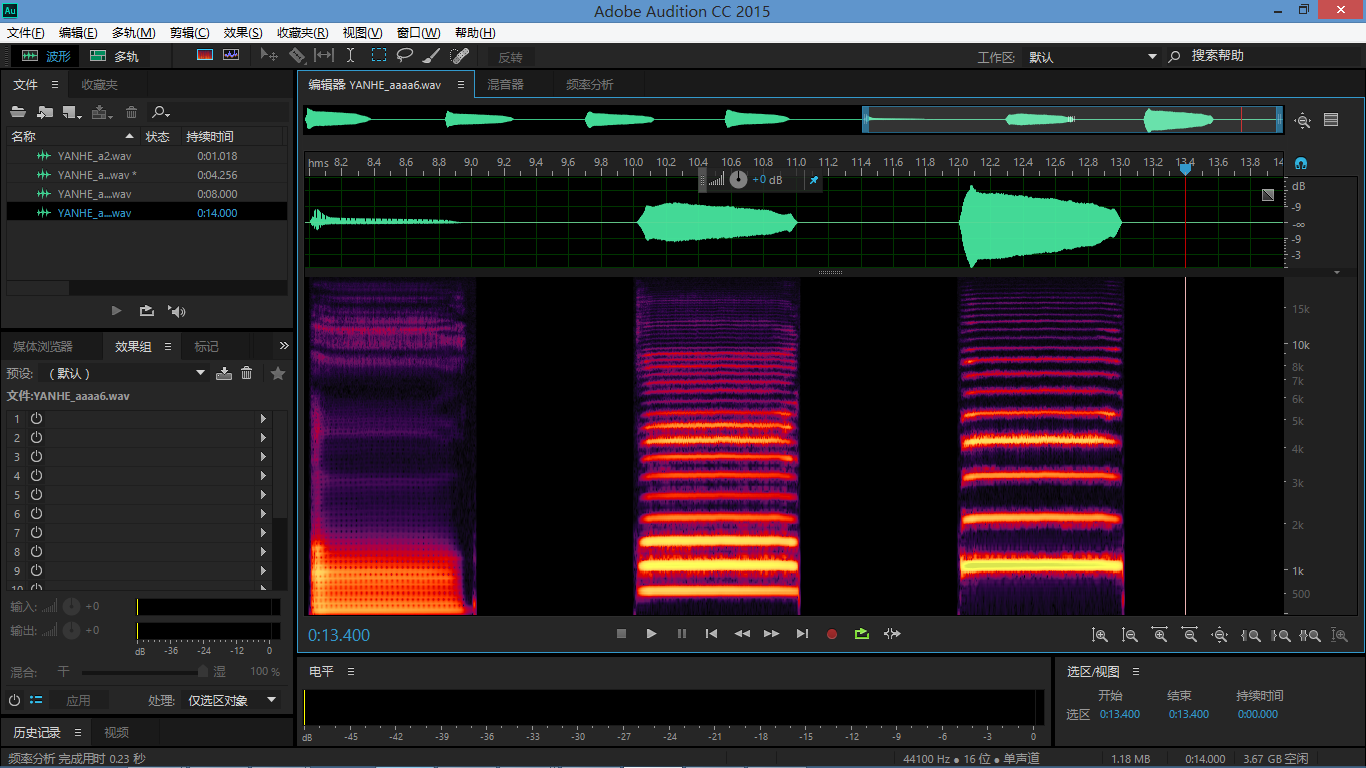 Au Adobe Audition CC 2015
文件(F) 编辑(E) 多轨(M) 剪辑(C) 效果(S) 收藏夹(R) 视图(V) 窗口(W) 帮助(H)
波形 多轨 反转 工作区: 默认 搜索帮助
文件 收藏夹
名称 状态 持续时间
YANHE_a2.wav 0:01.018
YANHE_a...wav * 0:04.256
YANHE_a....wav 0:08.000
YANHE_a....wav 0:14.000
媒体浏览器 效果组 标记
预设: （默认）
文件:YANHE_aaaa6.wav
1
2
3
4
5
6
7
8
9
10
输入: +0
输出: +0
dB -36 -24 -12 0
混合: 干 湿 100 %
应用 处理: 仅选区对象
历史记录 视频
编辑器: YANHE_aaaa6.wav 混音器 频率分析
hms 8.2 8.4 8.6 8.8 9.0 9.2 9.4 9.6 9.8 10.0 10.2 10.4 10.6 10.8 11.0 11.2 11.4 11.6 11.8 12.0 12.2 12.4 12.6 12.8 13.0 13.2 13.4 13.6 13.8 14
+0 dB
dB
-9
-∞
-9
-3
15k
10k
8k
7k
6k
5k
4k
3k
2k
1k
500
0:13.400
电平
dB -45 -42 -39 -36 -33 -30 -27 -24 -21 -18 -15 -12 -9 -6 -3 0
选区/视图
开始 结束 持续时间
选区 0:13.400 0:13.400 0:00.000
频率分析 完成用时 0.23 秒 44100 Hz ● 16 位 ● 单声道 1.18 MB 0:14.000 3.67 GB 空闲